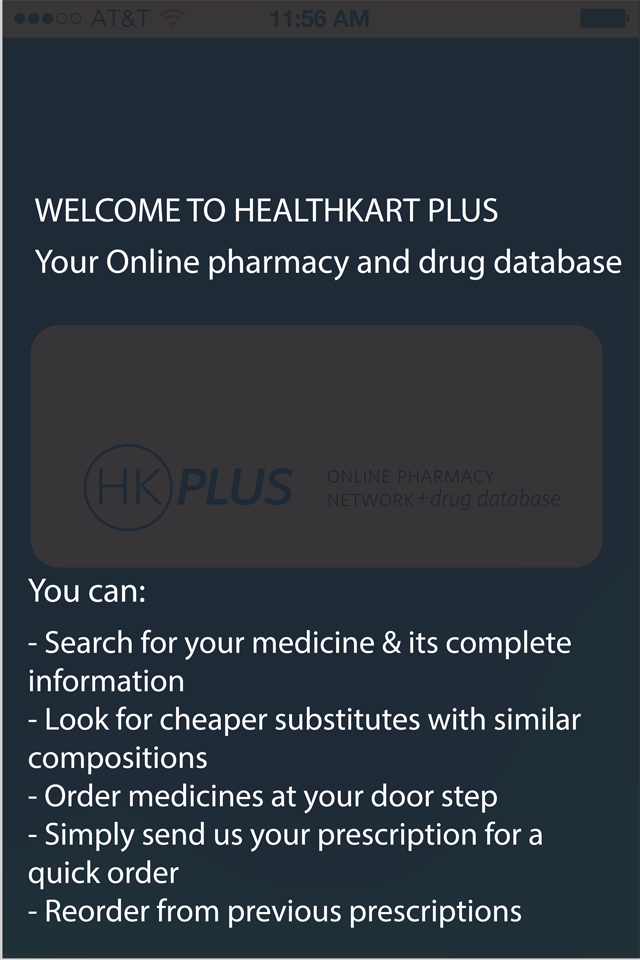 AT&T 11:56 AM
WELCOME TO HEALTHKART PLUS
Your Online pharmacy and drug database
HK PLUS ONLINE PHARMACY
NETWORK+drug database
You can:
- Search for your medicine & its complete
information
- Look for cheaper substitutes with similar
compositions
- Order medicines at your door step
- Simply send us your prescription for a
quick order
- Reorder from previous prescriptions